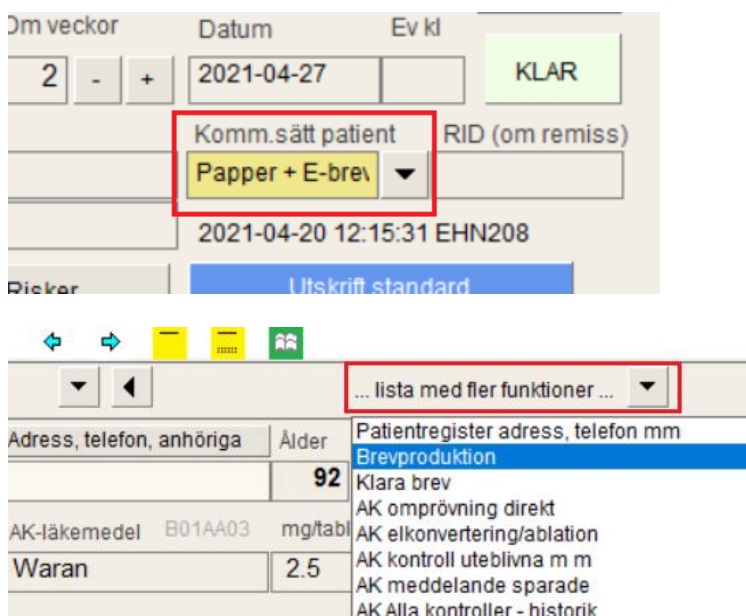 Om veckor Datum Ev kl
2 - + 2021-04-27 KLAR
Komm.sätt patient RID (om remiss)
Papper + E-brev
2021-04-20 12:15:31 EHN208
Risker Utskrift standard
... lista med fler funktioner ...
Adress, telefon, anhöriga Ålder
92
AK-läkemedel B01AA03 mg/tabl
Waran 2.5
Patientregister adress, telefon mm
Brevproduktion
Klara brev
AK omprövning direkt
AK elkonvertering/ablation
AK kontroll uteblivna m m
AK meddelande sparade
AK Alla kontroller - historik